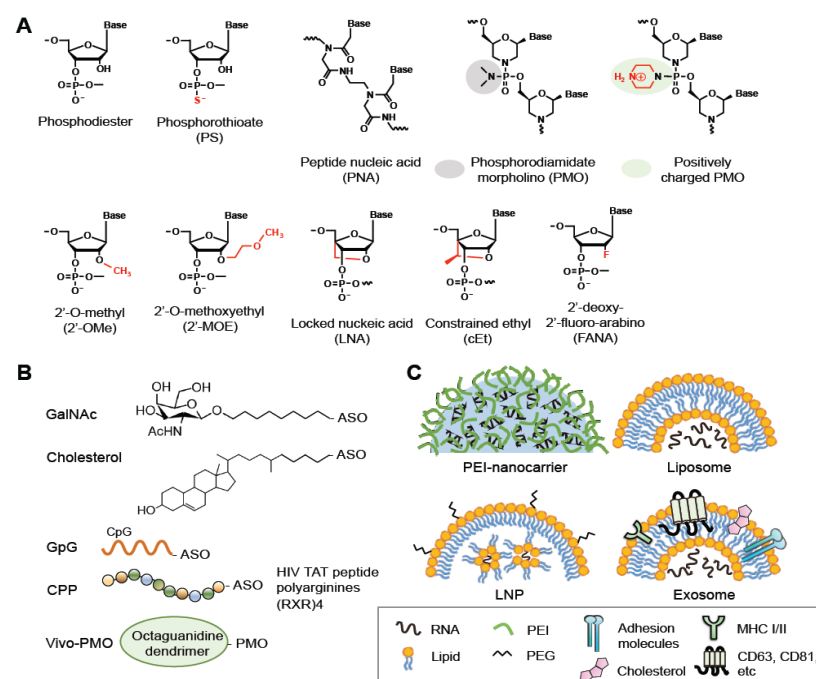 A
Base
Base
Base
Base
Base
Base
-O
O
OH
O
O=P-O
O-
-O
O
OH
O
O=P-O
S-
N
O
NH
O
N
O
O
NH
O
O
N
N-P-O
O
O
N
O
O
H2 N⊕ N-P-O
O
O
N
Phosphodiester
Phosphorothioate
(PS)
Peptide nucleic acid
(PNA)
Phosphorodiamidate
morpholino (PMO)
Positively
charged PMO
Base
Base
Base
Base
Base
-O
O
O
O
CH3
O=P-O
O-
-O
O
O
O
O
CH3
O=P-O
O-
-O
O
O
O
O=P-O
O-
-O
O
O
O
O=P-O
O-
-O
O
F
O
O=P-O
O-
2'-O-methyl
(2'-OMe)
2'-O-methoxyethyl
(2'-MOE)
Locked nuckeic acid
(LNA)
Constrained ethyl
(cEt)
2'-deoxy-
2'-fluoro-arabino
(FANA)
B
GalNAc
OH
OH
HO
O
O
AcHN
ASO
Cholesterol
ASO
HO
GpG
CpG
-ASO
CPP
-ASO
HIV TAT peptide
polyarginines
(RXR)4
Vivo-PMO
Octaguanidine
dendrimer
-PMO
C
PEI-nanocarrier
Liposome
LNP
Exosome
RNA
PEI
Adhesion
molecules
MHC I/II
Lipid
PEG
Cholesterol
CD63, CD81,
etc